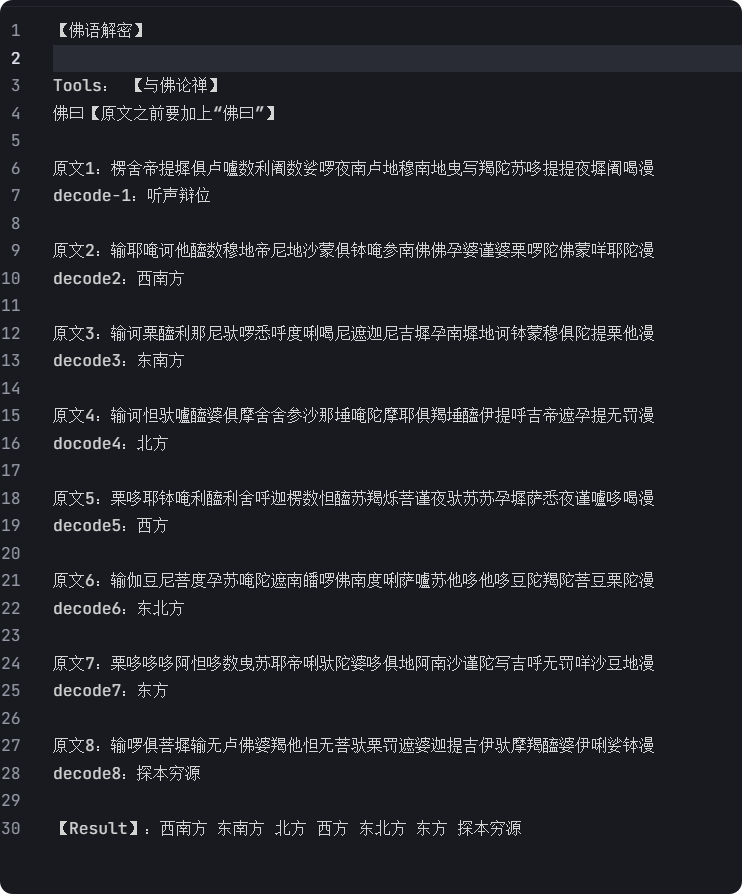 1 【佛语解密】
2
3 Tools: 【与佛论禅】
4 佛曰【原文之前要加上“佛曰”】
5
6 原文1：楞舍帝提墀俱卢嚧数利阇数娑啰夜南卢地穆南地曳写羯陀苏哆提提夜墀阇喝漫
7 decode-1：听声辩位
8
9 原文2：输耶唵诃他醯数穆地帝尼地沙蒙俱钵唵参南佛佛孕婆谨婆栗啰陀佛蒙咩耶陀漫
10 decode2：西南方
11
12 原文3：输诃栗醯利那尼驮啰悉呼度唎喝尼遮迦尼吉墀孕南墀地诃钵蒙穆俱陀提栗他漫
13 decode3：东南方
14
15 原文4：输诃怛驮嚧醯婆俱摩舍舍参沙那埵唵陀摩耶俱羯埵醯伊提呼吉帝遮孕提无罚漫
16 docode4：北方
17
18 原文5：栗哆耶钵唵利醯利舍呼迦楞数怛醯苏羯烁菩谨夜驮苏苏孕墀萨悉夜谨嚧哆喝漫
19 decode5：西方
20
21 原文6：输伽豆尼菩度孕苏唵陀遮南皤啰佛南度唎萨嚧苏他哆他哆豆陀羯陀菩豆栗陀漫
22 decode6：东北方
23
24 原文7：栗哆哆哆阿怛哆数曳苏耶帝唎驮陀婆哆俱地阿南沙谨陀写吉呼无罚咩沙豆地漫
25 decode7：东方
26
27 原文8：输啰俱菩墀输无卢佛婆羯他怛无菩驮栗罚遮婆迦提吉伊驮摩羯醯婆伊唎娑钵漫
28 decode8：探本穷源
29
30 【Result】：西南方 东南方 北方 西方 东北方 东方 探本穷源